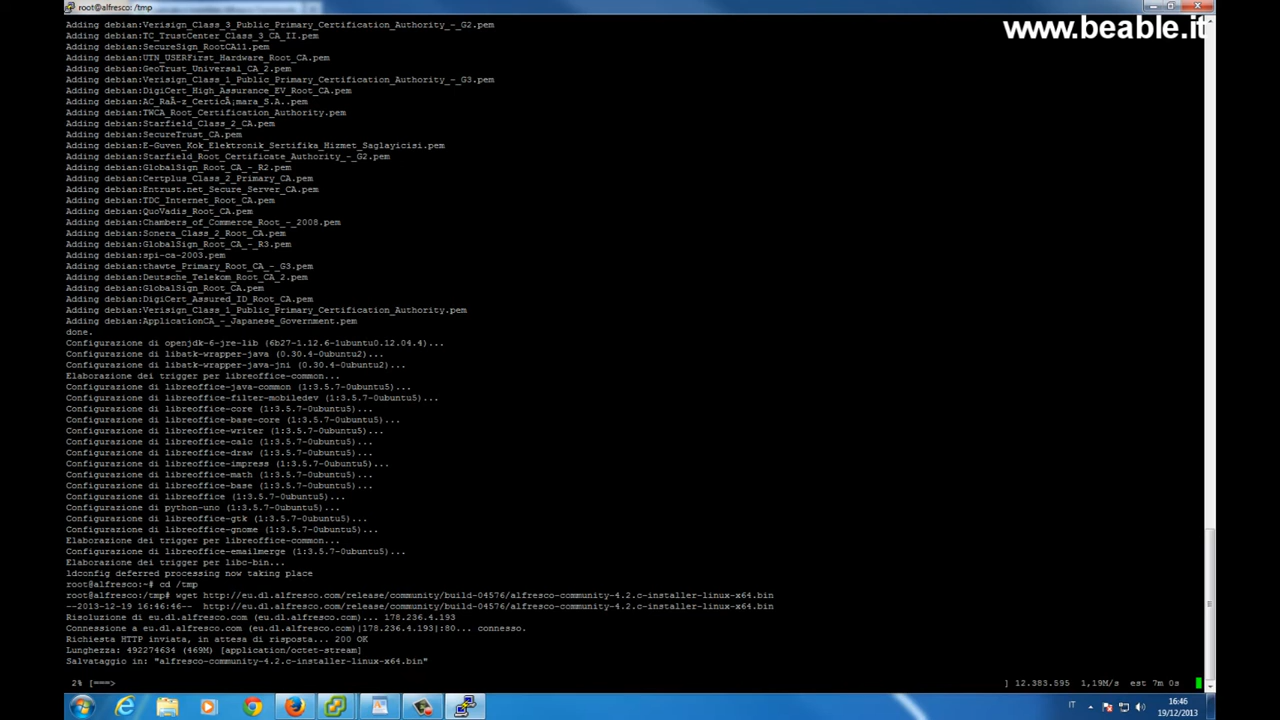 root@alfresco: /tmp
www.beable.it
Adding debian:Verisign_Class_3_Public_Primary_Certification_Authority_-_G2.pem
Adding debian:TC_TrustCenter_Class_3_CA_II.pem
Adding debian:SecureSign_RootCA11.pem
Adding debian:UTN_USERFirst_Hardware_Root_CA.pem
Adding debian:GeoTrust_Universal_CA_2.pem
Adding debian:Verisign_Class_1_Public_Primary_Certification_Authority_-_G3.pem
Adding debian:DigiCert_High_Assurance_EV_Root_CA.pem
Adding debian:AC_RaÃ-z_CerticÃ¡mara_S.A..pem
Adding debian:TWCA_Root_Certification_Authority.pem
Adding debian:Starfield_Class_2_CA.pem
Adding debian:SecureTrust_CA.pem
Adding debian:E-Guven_Kok_Elektronik_Sertifika_Hizmet_Saglayicisi.pem
Adding debian:Starfield_Root_Certificate_Authority_-_G2.pem
Adding debian:GlobalSign_Root_CA_-_R2.pem
Adding debian:Certplus_Class_2_Primary_CA.pem
Adding debian:Entrust.net_Secure_Server_CA.pem
Adding debian:TDC_Internet_Root_CA.pem
Adding debian:QuoVadis_Root_CA.pem
Adding debian:Chambers_of_Commerce_Root_-_2008.pem
Adding debian:Sonera_Class_2_Root_CA.pem
Adding debian:GlobalSign_Root_CA_-_R3.pem
Adding debian:spi-ca-2003.pem
Adding debian:thawte_Primary_Root_CA_-_G3.pem
Adding debian:Deutsche_Telekom_Root_CA_2.pem
Adding debian:GlobalSign_Root_CA.pem
Adding debian:DigiCert_Assured_ID_Root_CA.pem
Adding debian:Verisign_Class_1_Public_Primary_Certification_Authority.pem
Adding debian:ApplicationCA_-_Japanese_Government.pem
done.
Configurazione di openjdk-6-jre-lib (6b27-1.12.6-1ubuntu0.12.04.4)...
Configurazione di libatk-wrapper-java (0.30.4-0ubuntu2)...
Configurazione di libatk-wrapper-java-jni (0.30.4-0ubuntu2)...
Elaborazione dei trigger per libreoffice-common...
Configurazione di libreoffice-java-common (1:3.5.7-0ubuntu5)...
Configurazione di libreoffice-filter-mobiledev (1:3.5.7-0ubuntu5)...
Configurazione di libreoffice-core (1:3.5.7-0ubuntu5)...
Configurazione di libreoffice-base-core (1:3.5.7-0ubuntu5)...
Configurazione di libreoffice-writer (1:3.5.7-0ubuntu5)...
Configurazione di libreoffice-calc (1:3.5.7-0ubuntu5)...
Configurazione di libreoffice-draw (1:3.5.7-0ubuntu5)...
Configurazione di libreoffice-impress (1:3.5.7-0ubuntu5)...
Configurazione di libreoffice-math (1:3.5.7-0ubuntu5)...
Configurazione di libreoffice-base (1:3.5.7-0ubuntu5)...
Configurazione di libreoffice (1:3.5.7-0ubuntu5)...
Configurazione di python-uno (1:3.5.7-0ubuntu5)...
Configurazione di libreoffice-gtk (1:3.5.7-0ubuntu5)...
Configurazione di libreoffice-gnome (1:3.5.7-0ubuntu5)...
Elaborazione dei trigger per libreoffice-common...
Configurazione di libreoffice-emailmerge (1:3.5.7-0ubuntu5)...
Elaborazione dei trigger per libc-bin...
ldconfig deferred processing now taking place
root@alfresco:~# cd /tmp
root@alfresco:/tmp# wget http://eu.dl.alfresco.com/release/community/build-04576/alfresco-community-4.2.c-installer-linux-x64.bin
--2013-12-19 16:46:46--  http://eu.dl.alfresco.com/release/community/build-04576/alfresco-community-4.2.c-installer-linux-x64.bin
Risoluzione di eu.dl.alfresco.com (eu.dl.alfresco.com)... 178.236.4.193
Connessione a eu.dl.alfresco.com (eu.dl.alfresco.com)|178.236.4.193|:80... connesso.
Richiesta HTTP inviata, in attesa di risposta... 200 OK
Lunghezza: 492274634 (469M) [application/octet-stream]
Salvataggio in: "alfresco-community-4.2.c-installer-linux-x64.bin"
2% [===> ] 12.383.595 1,19M/s est 7m 0s
IT
16:46
19/12/2013